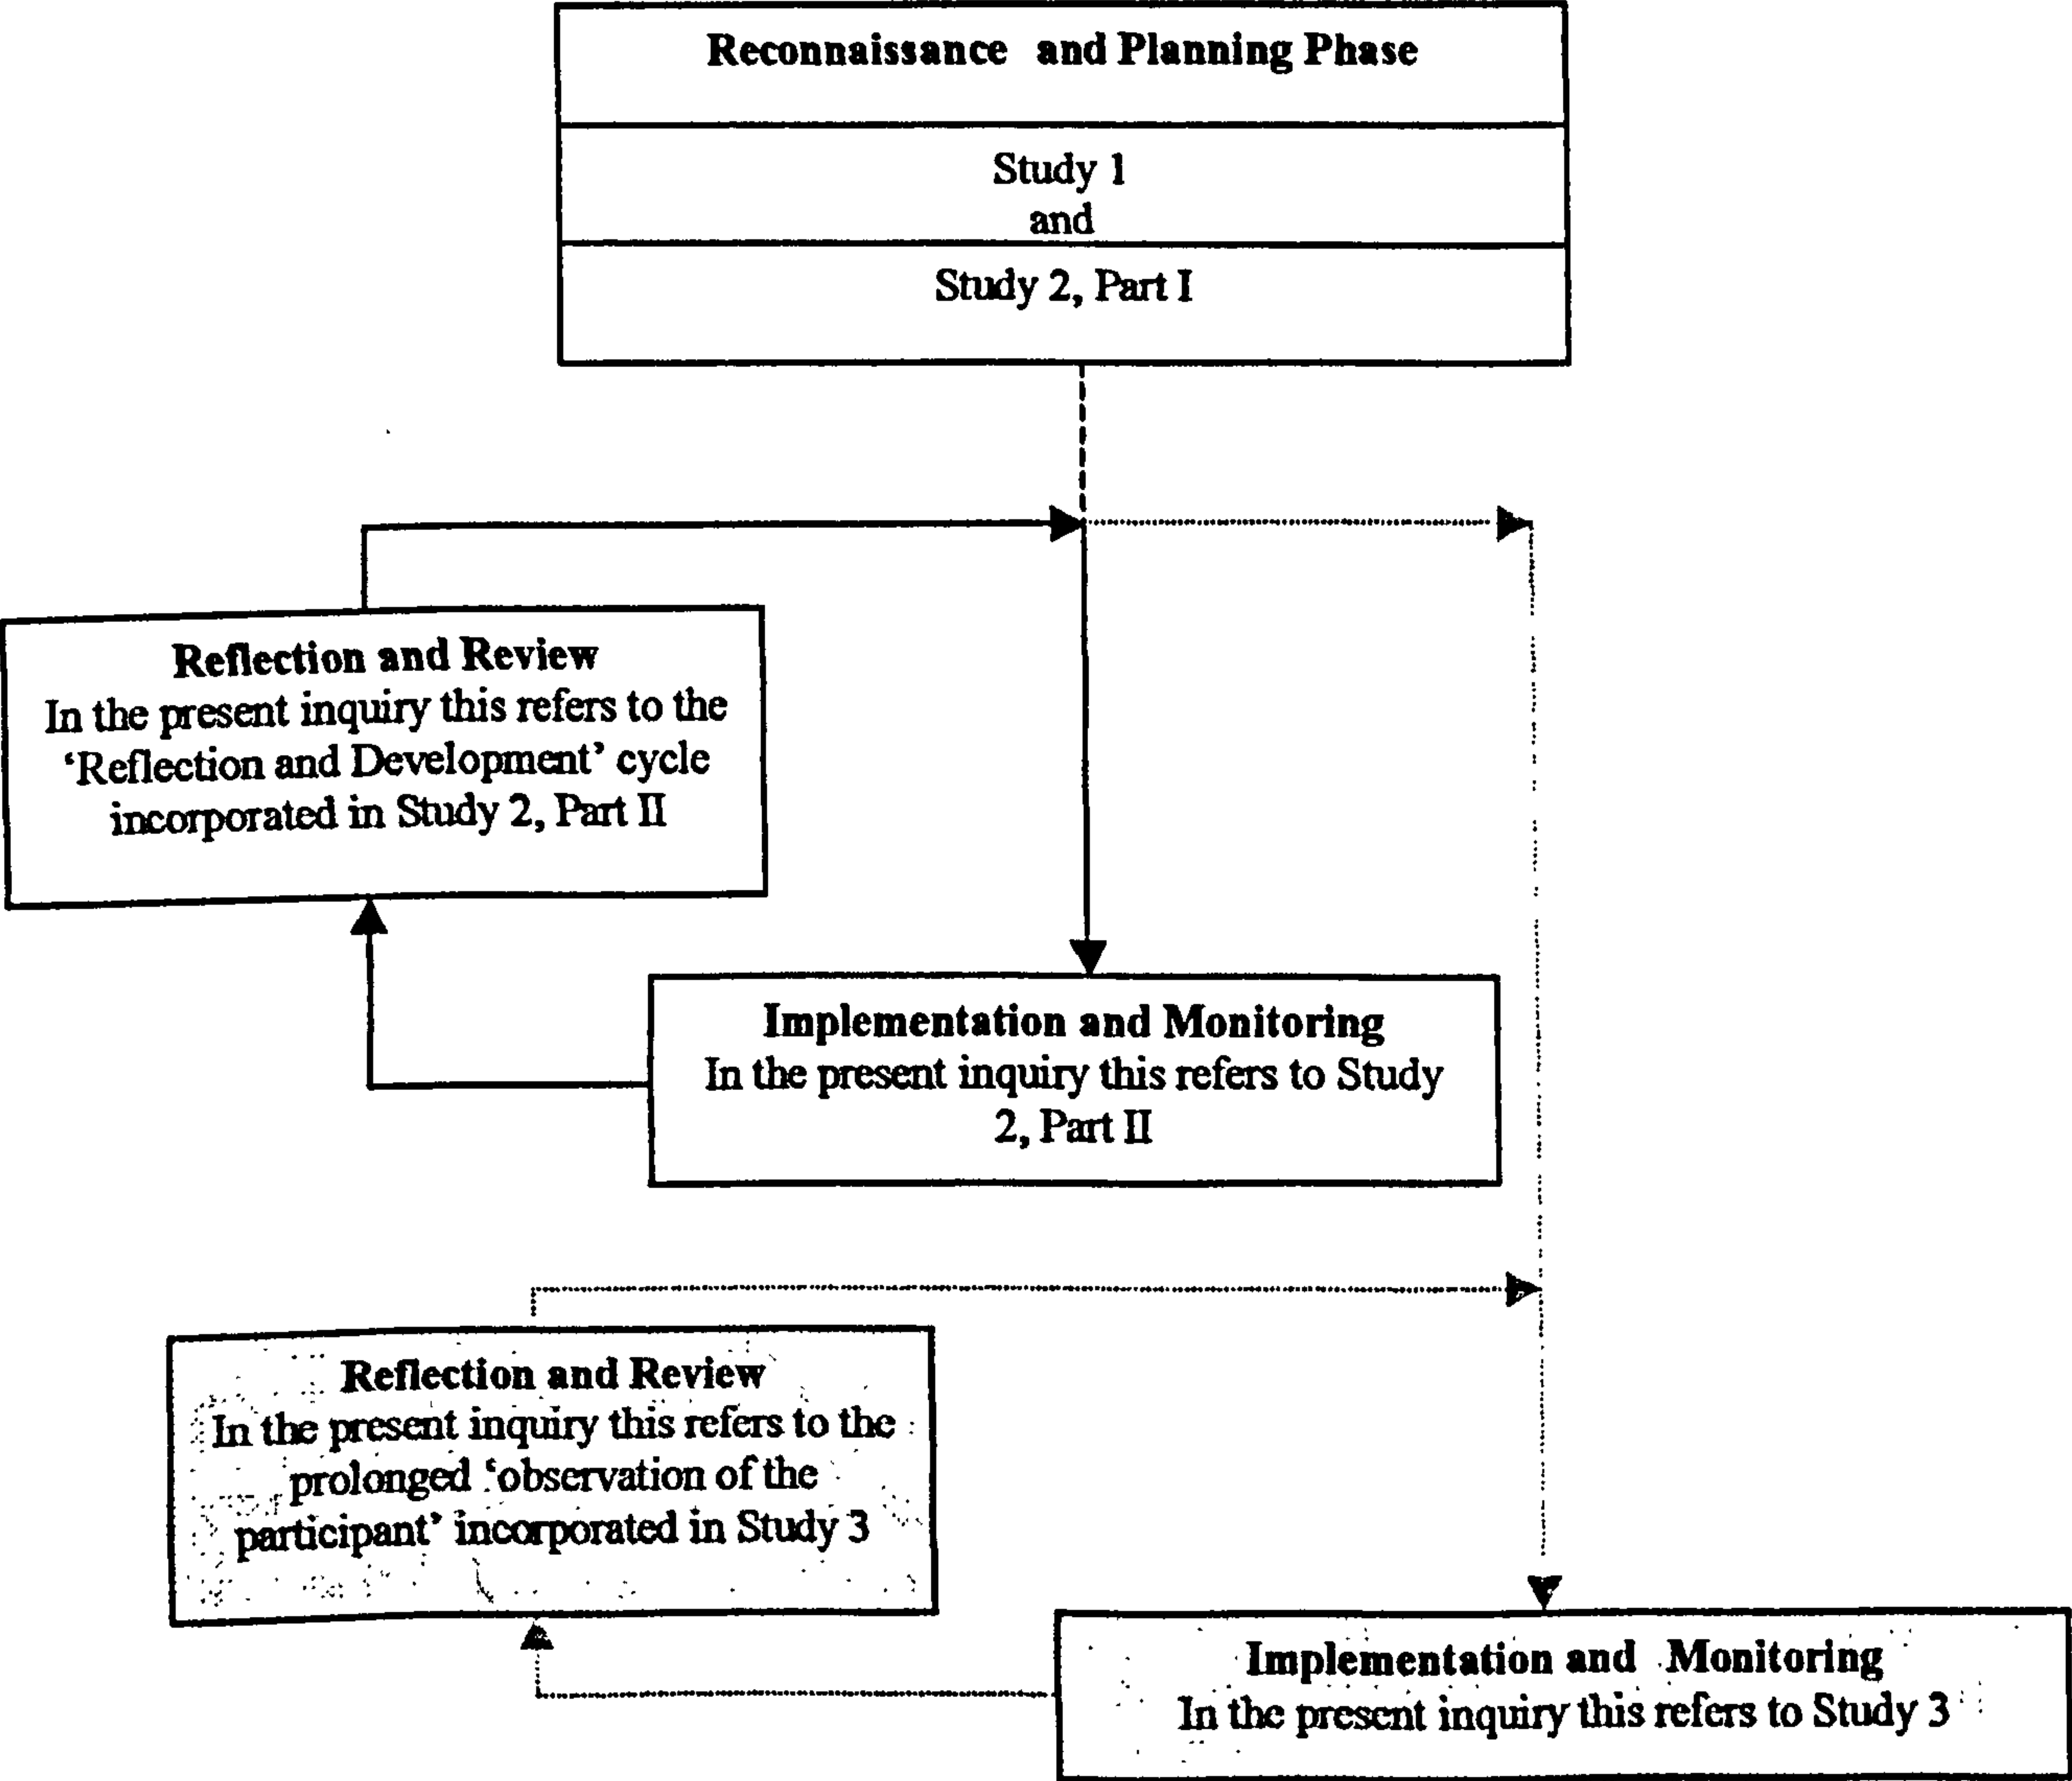 Reconnaissance and Planning Phase
Study 1
and
Study 2, Part I
Reflection and Review
In the present inquiry this refers to the
‘Reflection and Development’ cycle
incorporated in Study 2, Part II
Implementation and Monitoring
In the present inquiry this refers to Study
2, Part II
Reflection and Review
In the present inquiry this refers to the
prolonged ‘observation of the
participant’ incorporated in Study 3
Implementation and Monitoring
In the present inquiry this refers to Study 3